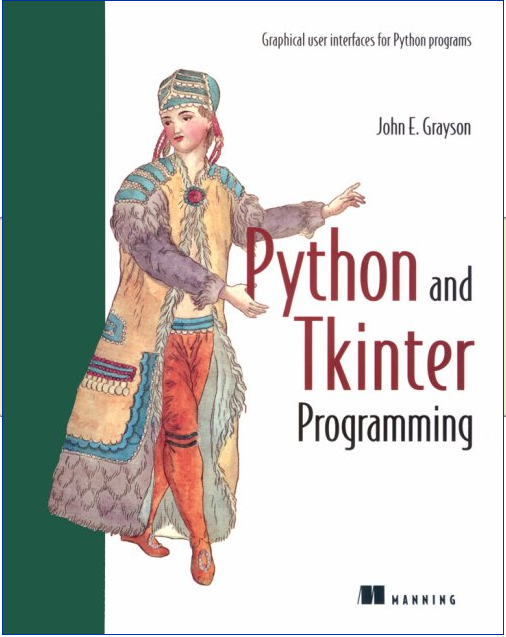 Graphical user interfaces for Python programs
John E. Grayson
Python and
Tkinter
Programming
MANNING